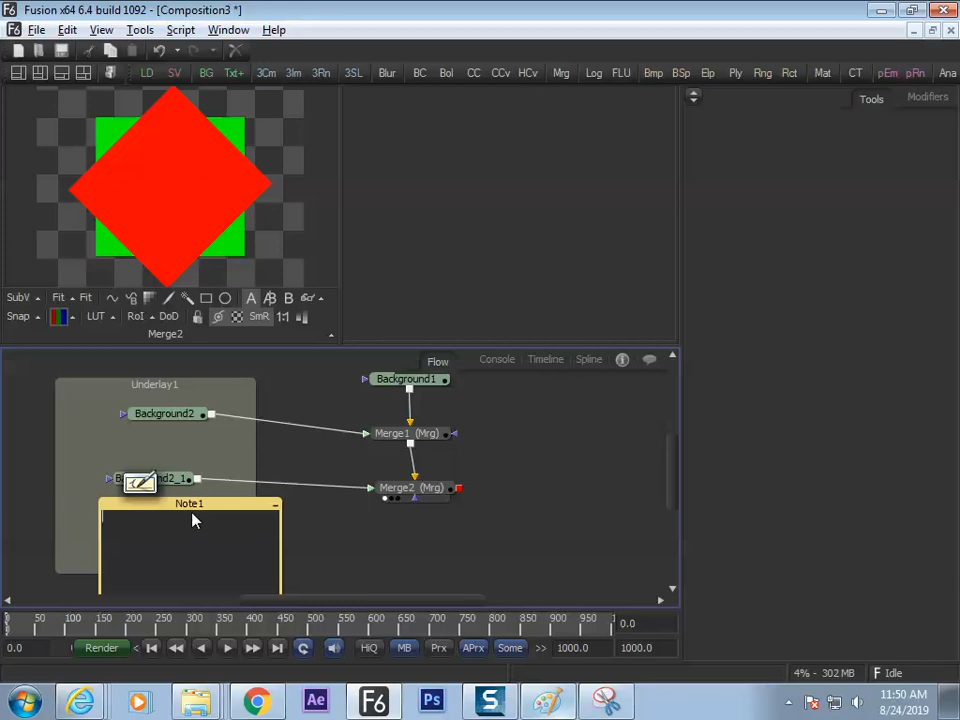 Fusion x64 6.4 build 1092 - [Composition3 *]
File Edit View Tools Script Window Help
LD SV BG Txt+ 3Cm 3Im 3Rn 3SL Blur BC Bol CC CCv HCv Mrg Log FLU Bmp BSp Elp Ply Rng Rct Mat CT pEm pRn Ana
Tools Modifiers
SubV Fit Fit A A B
Snap LUT RoI DoD SmR 1:1
Merge2
Flow Console Timeline Spline
Underlay1
Background1
Background2
Merge1 (Mrg)
Merge2 (Mrg)
Note1
50 100 150 200 250 300 350 400 450 500 550 600 650 700 750 800 850 900 950
0.0
0.0 Render HiQ MB Prx APrx Some >> 1000.0 1000.0
4% - 302 MB Idle
Ae F6 Ps S
11:50 AM
8/24/2019